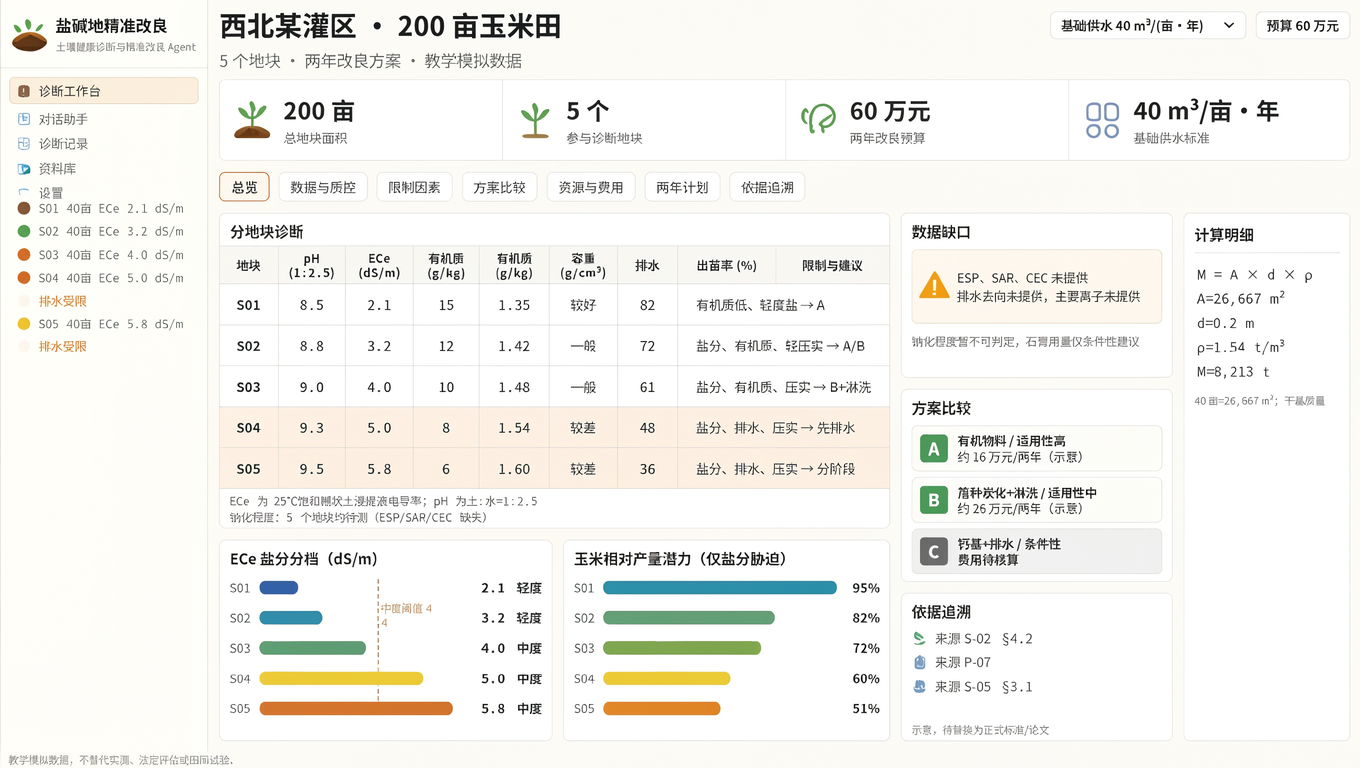 盐碱地精准改良
土壤健康诊断与精准改良 Agent
诊断工作台
对话助手
诊断记录
资料库
设置
S01 40亩 ECe 2.1 dS/m
S02 40亩 ECe 3.2 dS/m
S03 40亩 ECe 4.0 dS/m
S04 40亩 ECe 5.0 dS/m
排水受限
S05 40亩 ECe 5.8 dS/m
排水受限
西北某灌区 · 200 亩玉米田
5 个地块 · 两年改良方案 · 教学模拟数据
基础供水 40 m³/(亩·年)
预算 60 万元
200 亩
总地块面积
5 个
参与诊断地块
60 万元
两年改良预算
40 m³/亩·年
基础供水标准
总览
数据与质控
限制因素
方案比较
资源与费用
两年计划
依据追溯
分地块诊断
地块 pH (1:2.5) ECe (dS/m) 有机质 (g/kg) 有机质 (g/kg) 容重 (g/cm³) 排水 出苗率 (%) 限制与建议
S01 8.5 2.1 15 1.35 较好 82 有机质低、轻度盐→A
S02 8.8 3.2 12 1.42 一般 72 盐分、有机质、轻压实→A/B
S03 9.0 4.0 10 1.48 一般 61 盐分、有机质、压实→B+淋洗
S04 9.3 5.0 8 1.54 较差 48 盐分、排水、压实→先排水
S05 9.5 5.8 6 1.60 较差 36 盐分、排水、压实→分阶段
ECe 为 25℃饱和 土浸提液电导率; pH 为土:水=1:2.5
钠化程度: 5 个地块均待测 (ESP/SAR/CEC 缺失)
ECe 盐分分档（dS/m）
S01 2.1 轻度
S02 3.2 轻度
S03 4.0 中度
S04 5.0 中度
S05 5.8 中度
中度阈值 4
4
玉米相对产量潜力（仅盐分胁迫）
S01 95%
S02 82%
S03 72%
S04 60%
S05 51%
数据缺口
ESP、SAR、CEC 未提供
排水去向未提供，主要离子未提供
钠化程度暂不可判定，石膏用量仅条件性建议
方案比较
A
有机物料 / 适用性高
约 16 万元/两年（示意）
B
炭化+淋洗 / 适用性中
约 26 万元/两年（示意）
C
钙基+排水 / 条件性
费用待核算
依据追溯
来源 S-02 §4.2
来源 P-07
来源 S-05 §3.1
示意，待替换为正式标准/论文
计算明细
M = A × d × ρ
A=26,667 m²
d=0.2 m
ρ=1.54 t/m³
M=8,213 t
40 亩=26,667 m²; 干基质量
教学模拟数据，不替代实测、法定评估或田间试验.